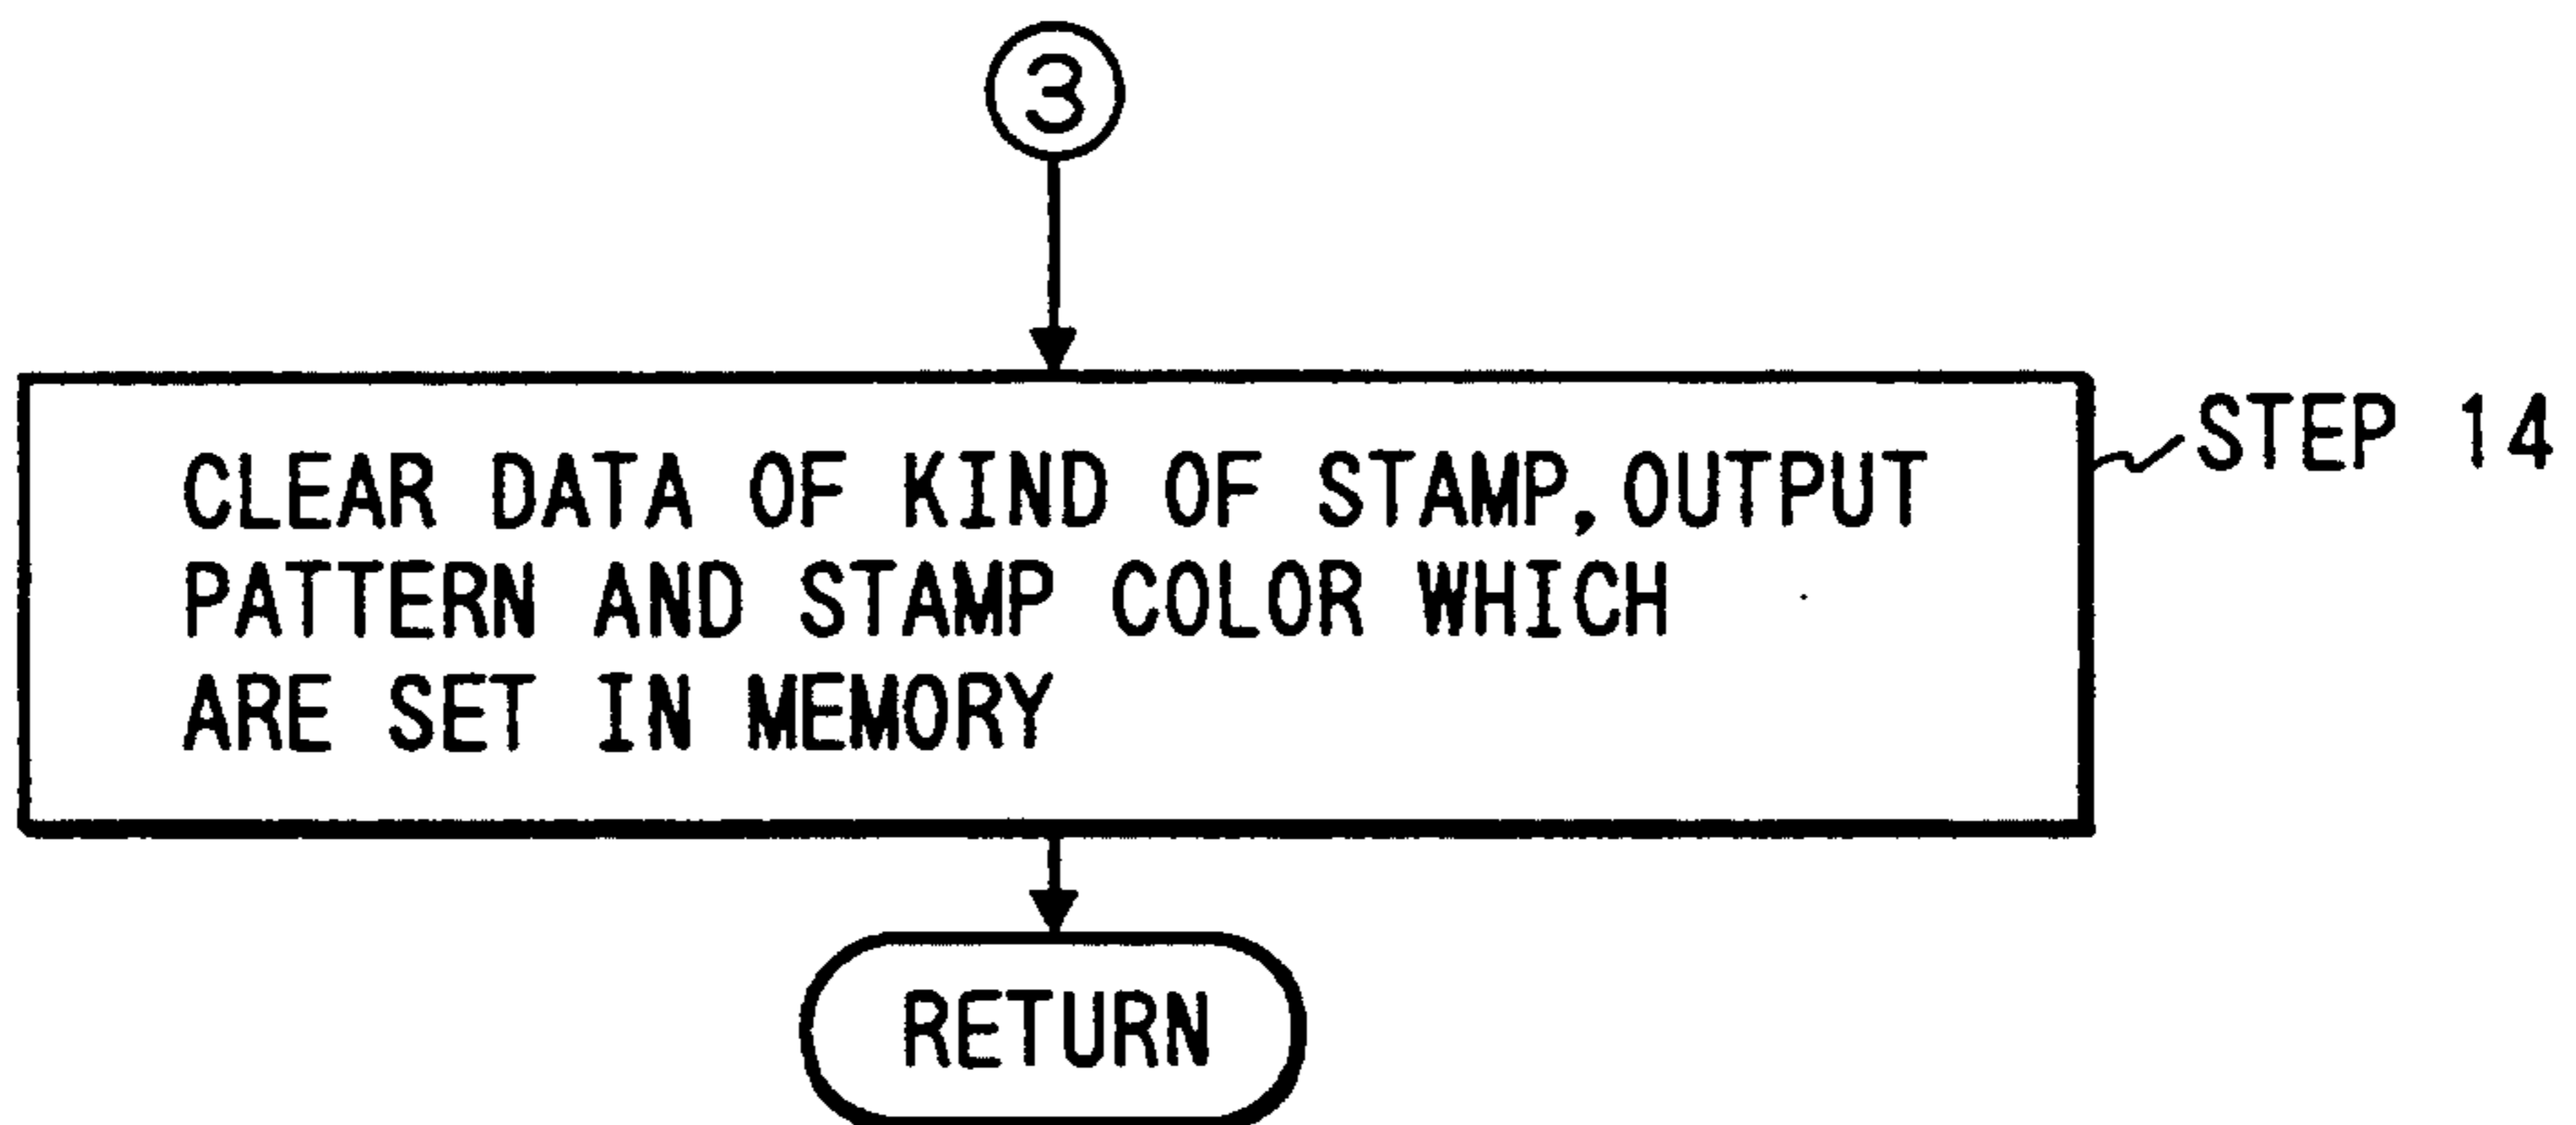 3
CLEAR DATA OF KIND OF STAMP,OUTPUT
PATTERN AND STAMP COLOR WHICH
ARE SET IN MEMORY
STEP 14
RETURN